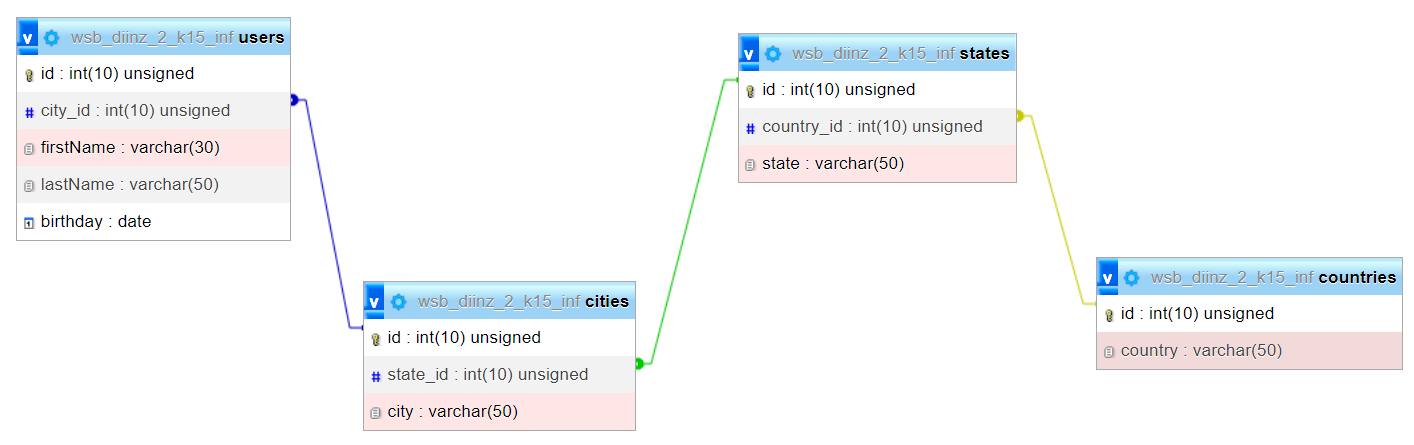 v wsb_diinz_2_k15_inf users
id : int(10) unsigned
# city_id : int(10) unsigned
firstName : varchar(30)
lastName : varchar(50)
birthday : date
v wsb_diinz_2_k15_inf cities
id : int(10) unsigned
# state_id : int(10) unsigned
city : varchar(50)
v wsb_diinz_2_k15_inf states
id : int(10) unsigned
# country_id : int(10) unsigned
state : varchar(50)
v wsb_diinz_2_k15_inf countries
id : int(10) unsigned
country : varchar(50)